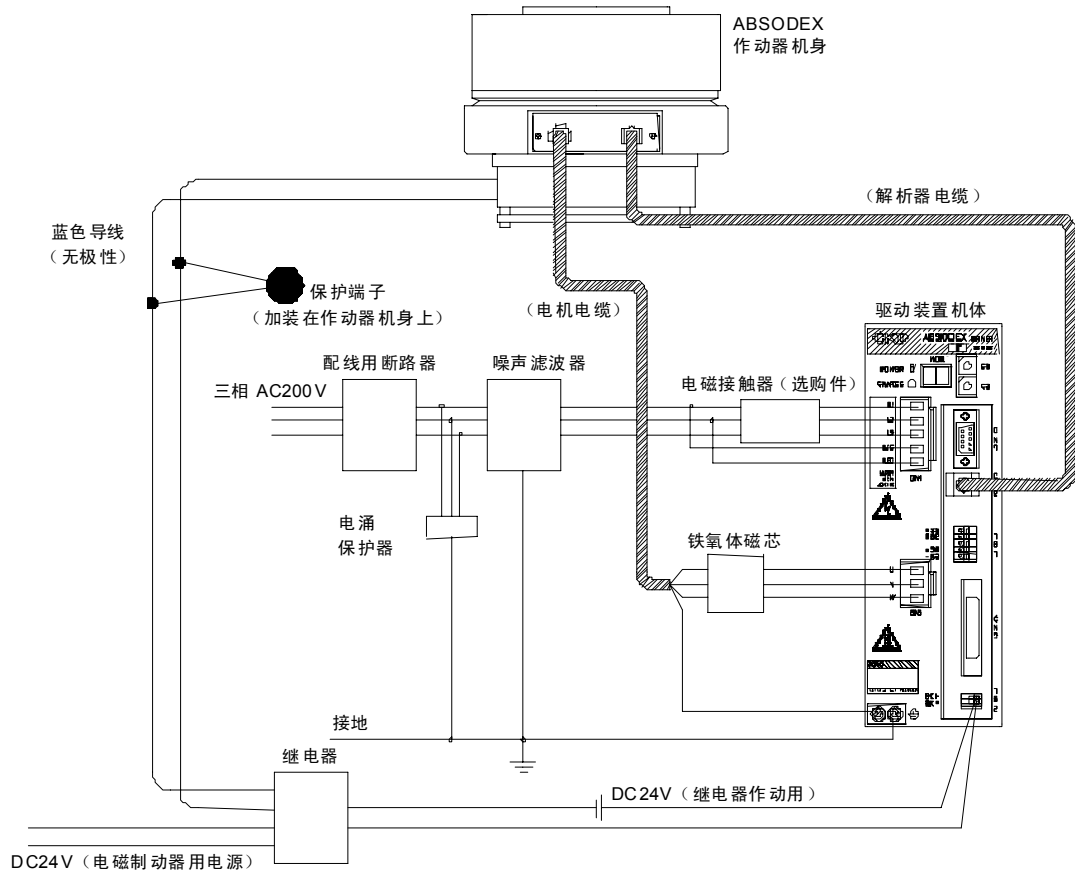 ABSODEX
作动器机身
（解析器电缆）
蓝色导线
（无极性）
保护端子
（加装在作动器机身上）
（电机电缆）
驱动装置机体
配线用断路器
噪声滤波器
电磁接触器（选购件）
三相 AC200V
电涌
保护器
铁氧体磁芯
接地
继电器
DC24V（继电器作动用）
DC24V（电磁制动器用电源）